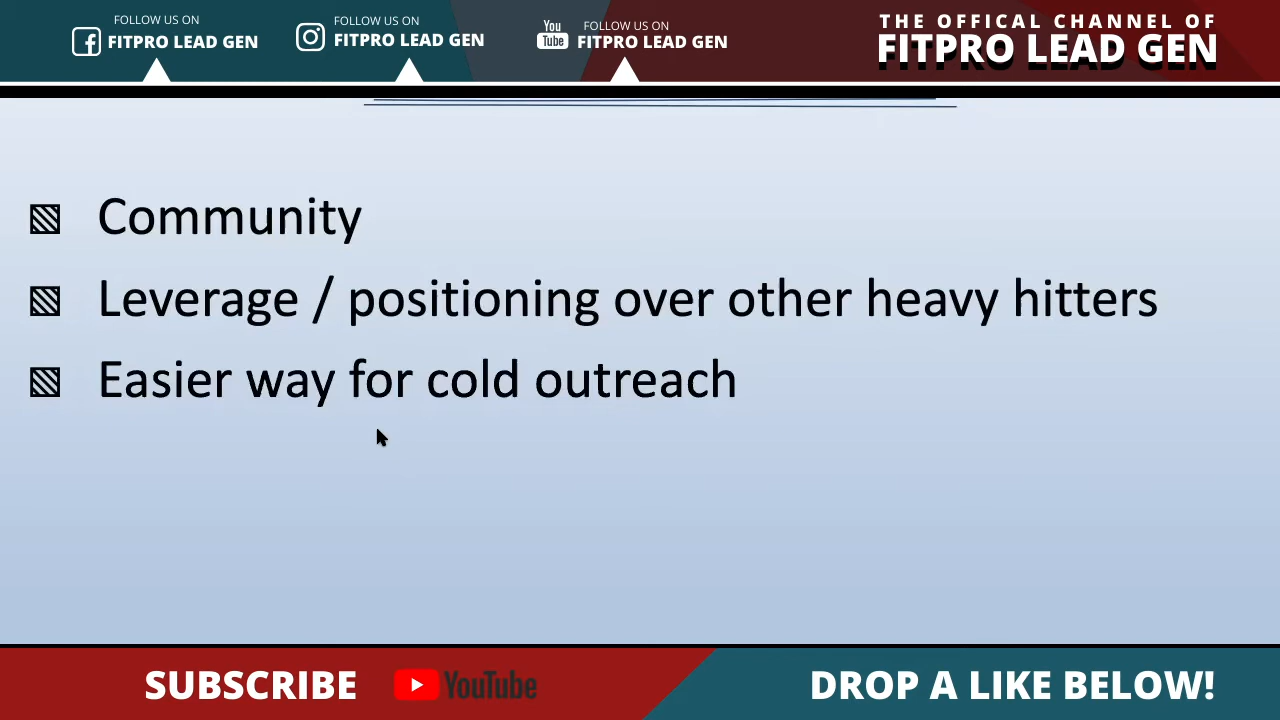 FOLLOW US ON
FITPRO LEAD GEN
FOLLOW US ON
FITPRO LEAD GEN
You
Tube
FOLLOW US ON
FITPRO LEAD GEN
THE OFFICAL CHANNEL OF
FITPRO LEAD GEN
Community
Leverage / positioning over other heavy hitters
Easier way for cold outreach
SUBSCRIBE
YouTube
DROP A LIKE BELOW!